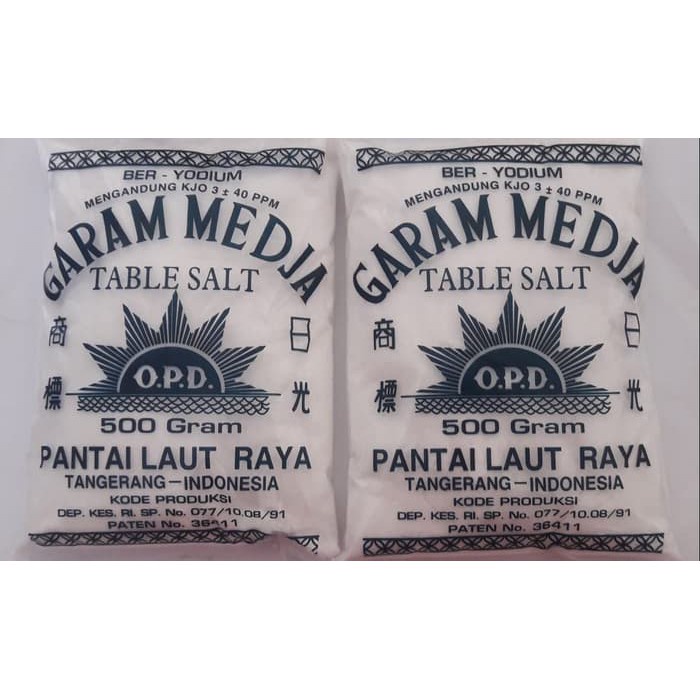 BER - YODIUM
MENGANDUNG KJO 3 ± 40 PPM
GARAM MEDJA
TABLE SALT
商標
日光
O.P.D.
500 Gram
PANTAI LAUT RAYA
TANGERANG-INDONESIA
KODE PRODUKSI
DEP. KES. RI. SP. No. 077/10.08/91
PATEN No. 36411
BER - YODIUM
MENGANDUNG KJO 3 ± 40 PPM
GARAM MEDJA
TABLE SALT
商標
日光
O.P.D.
500 Gram
PANTAI LAUT RAYA
TANGERANG-INDONESIA
KODE PRODUKSI
DEP. KES. RI. SP. No. 077/10.08/91
PATEN No. 36411